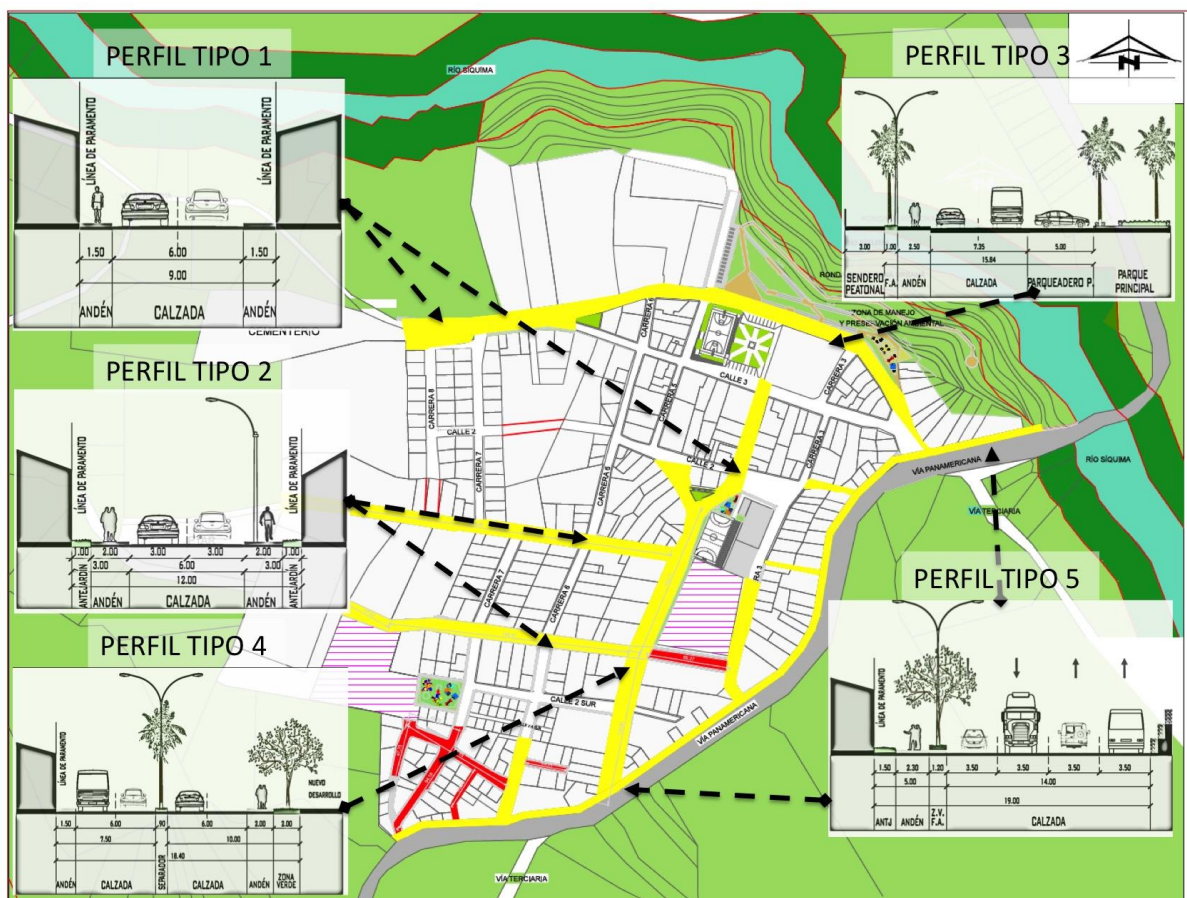 PERFIL TIPO 1
LÍNEA DE PARAMENTO
LÍNEA DE PARAMENTO
1.50 6.00 1.50
9.00
ANDÉN CALZADA ANDÉN
CEMENTERIO
PERFIL TIPO 2
LÍNEA DE PARAMENTO
LÍNEA DE PARAMENTO
1.00 2.00 3.00 3.00 2.00 1.00
3.00 6.00 3.00
12.00
ANTEJARDIN ANDÉN CALZADA ANDÉN ANTEJARDIN
PERFIL TIPO 4
LÍNEA DE PARAMENTO
NUEVO
DESARROLLO
1.50 6.00 .90 6.00 2.00 2.00
7.50 10.00
18.40
ANDÉN CALZADA SEPARADOR CALZADA ANDÉN ZONA VERDE
PERFIL TIPO 3
N
3.00 1.00 2.50 7.35 5.00
15.84
SENDERO PEATONAL F.A. ANDÉN CALZADA PARQUEADERO P. PARQUE PRINCIPAL
PERFIL TIPO 5
LÍNEA DE PARAMENTO
1.50 2.30 1.20 3.50 3.50 3.50 3.50
5.00 14.00
19.00
ANTJ ANDÉN Z.V. F.A. CALZADA
RÍO SÍQUIMA
ZONA DE MANEJO
Y PRESERVACIÓN AMBIENTAL
CARRERA 6
CARRERA 5
CALLE 3
CARRERA 3
CARRERA 8
CALLE 2
CARRERA 7
CARRERA 6
CALLE 2
CARRERA 3
VÍA PANAMERICANA
RÍO SÍQUIMA
VÍA TERCIARIA
CARRERA 7
CARRERA 6
CALLE 2 SUR
VÍA PANAMERICANA
VÍA TERCIARIA